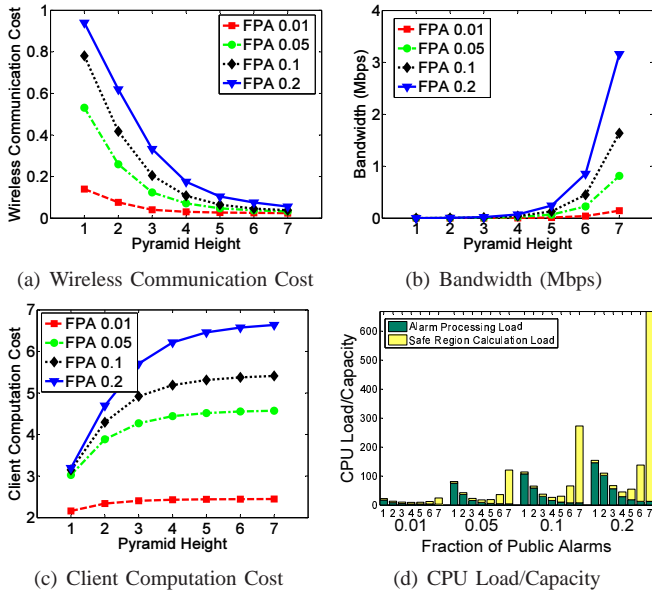 Wireless Communication Cost
1
0.8
0.6
0.4
0.2
0
FPA 0.01
FPA 0.05
FPA 0.1
FPA 0.2
1 2 3 4 5 6 7
Pyramid Height
(a) Wireless Communication Cost
Bandwidth (Mbps)
4
3
2
1
0
FPA 0.01
FPA 0.05
FPA 0.1
FPA 0.2
1 2 3 4 5 6 7
Pyramid Height
(b) Bandwidth (Mbps)
Client Computation Cost
7
6
5
4
3
2
FPA 0.01
FPA 0.05
FPA 0.1
FPA 0.2
1 2 3 4 5 6 7
Pyramid Height
(c) Client Computation Cost
CPU Load/Capacity
600
500
400
300
200
100
0
Alarm Processing Load
Safe Region Calculation Load
1 2 3 4 5 6 7 1 2 3 4 5 6 7 1 2 3 4 5 6 7 1 2 3 4 5 6 7
0.01 0.05 0.1 0.2
Fraction of Public Alarms
(d) CPU Load/Capacity